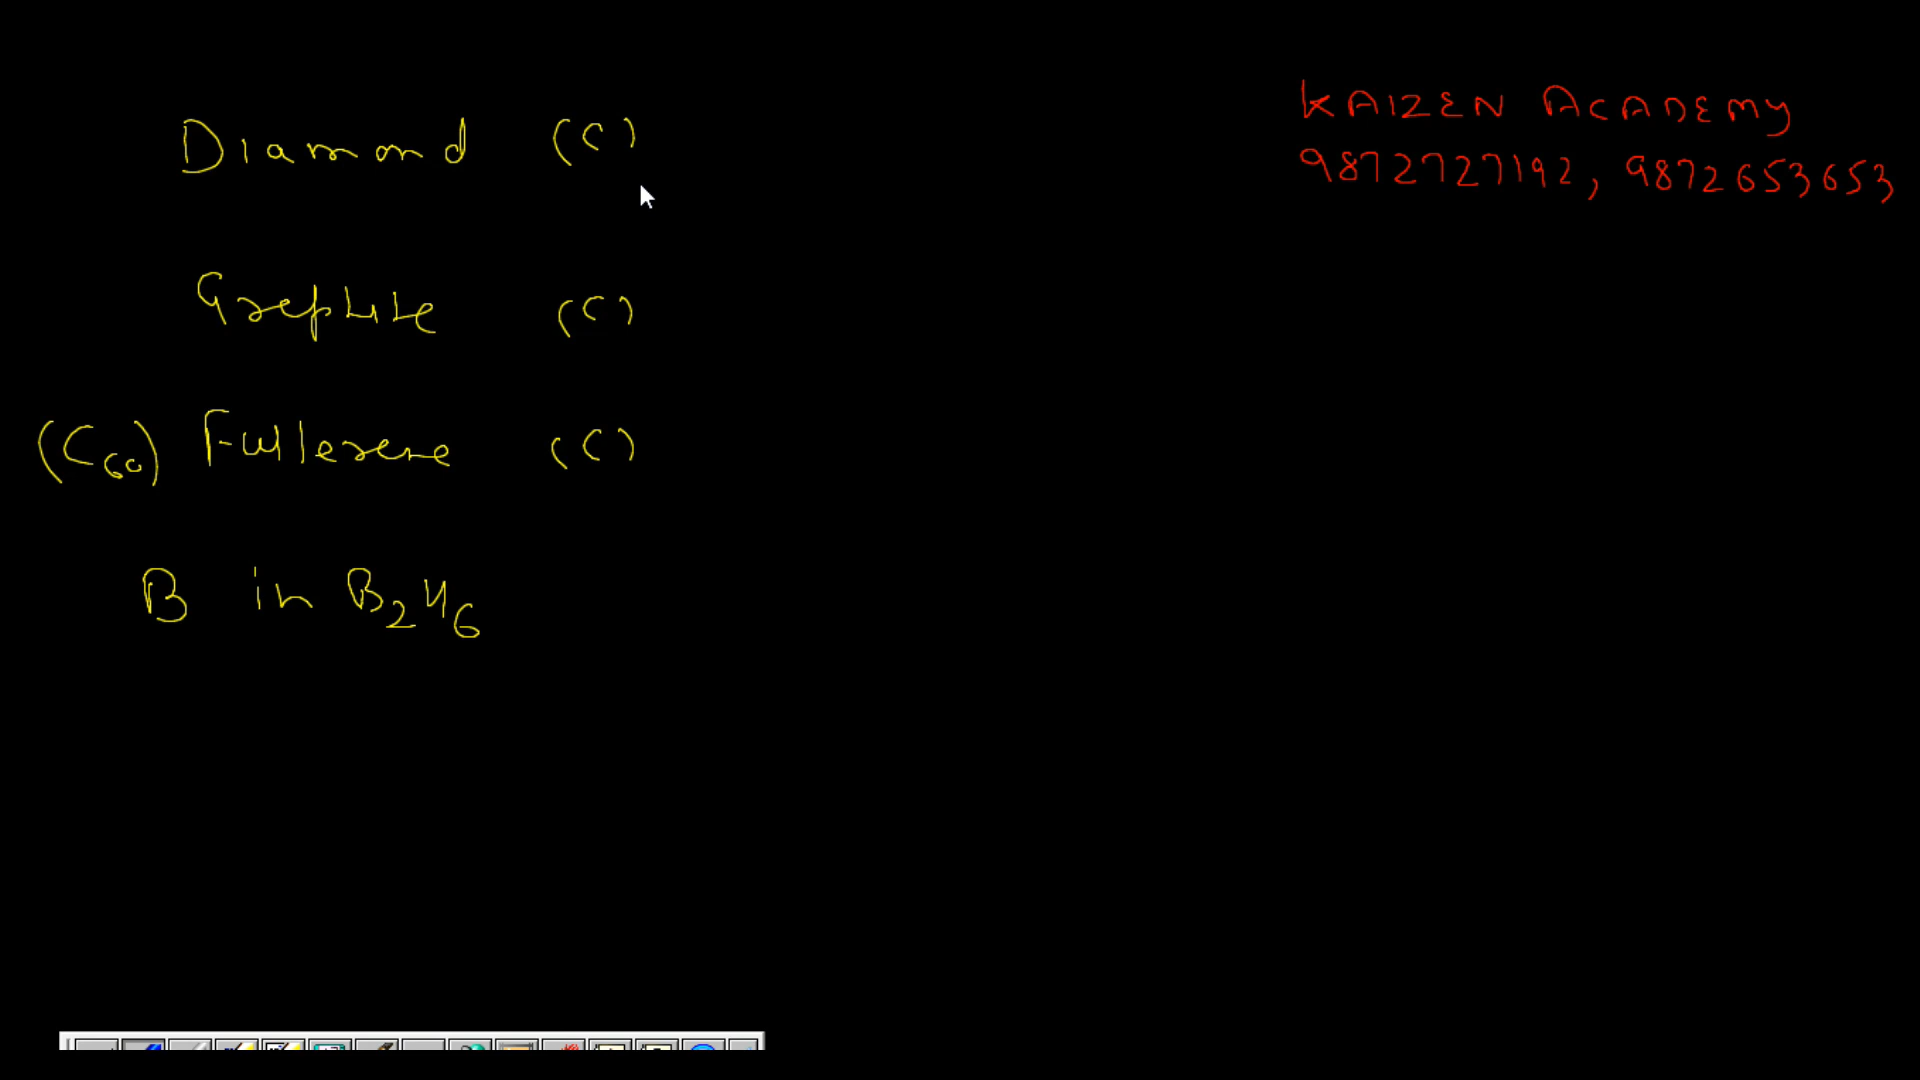 Diamond (C)
KAIZEN ACADEMY
9872727192, 9872653653
Graphite (C)
(C60) Fullerene (C)
B in B2H6